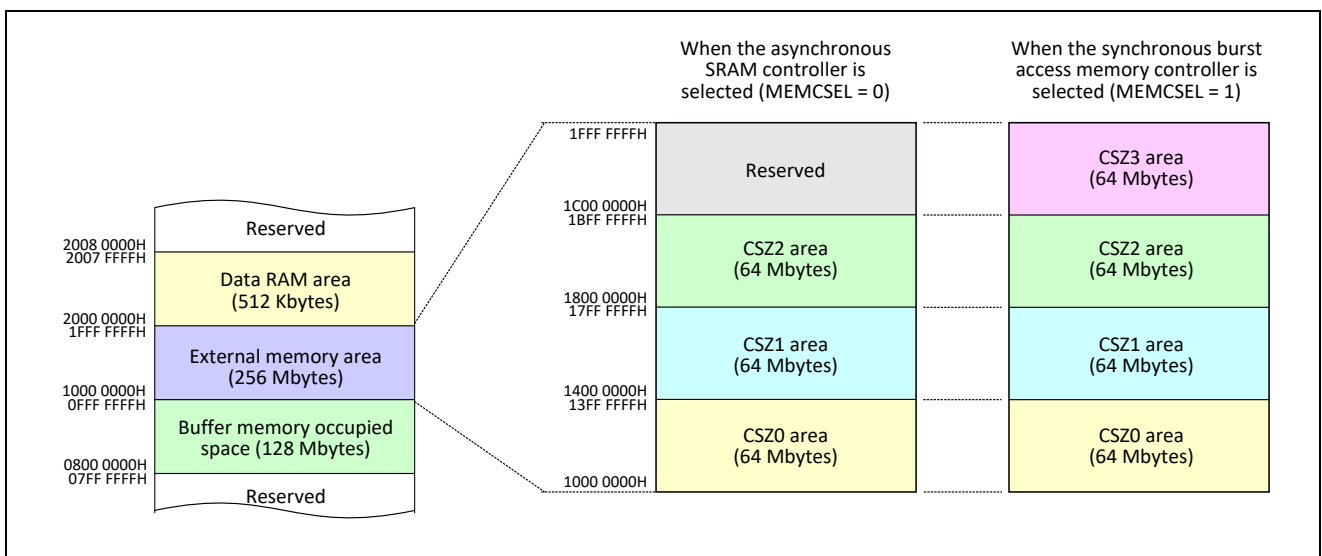 When the asynchronous
SRAM controller is
selected (MEMCSEL = 0)
When the synchronous burst
access memory controller is
selected (MEMCSEL = 1)
Reserved
2008 0000H
2007 FFFFH
Data RAM area
(512 Kbytes)
2000 0000H
1FFF FFFFH
External memory area
(256 Mbytes)
1000 0000H
0FFF FFFFH
Buffer memory occupied
space (128 Mbytes)
0800 0000H
07FF FFFFH
Reserved
1FFF FFFFH
Reserved
1C00 0000H
1BFF FFFFH
CSZ2 area
(64 Mbytes)
1800 0000H
17FF FFFFH
CSZ1 area
(64 Mbytes)
1400 0000H
13FF FFFFH
CSZ0 area
(64 Mbytes)
1000 0000H
CSZ3 area
(64 Mbytes)
CSZ2 area
(64 Mbytes)
CSZ1 area
(64 Mbytes)
CSZ0 area
(64 Mbytes)